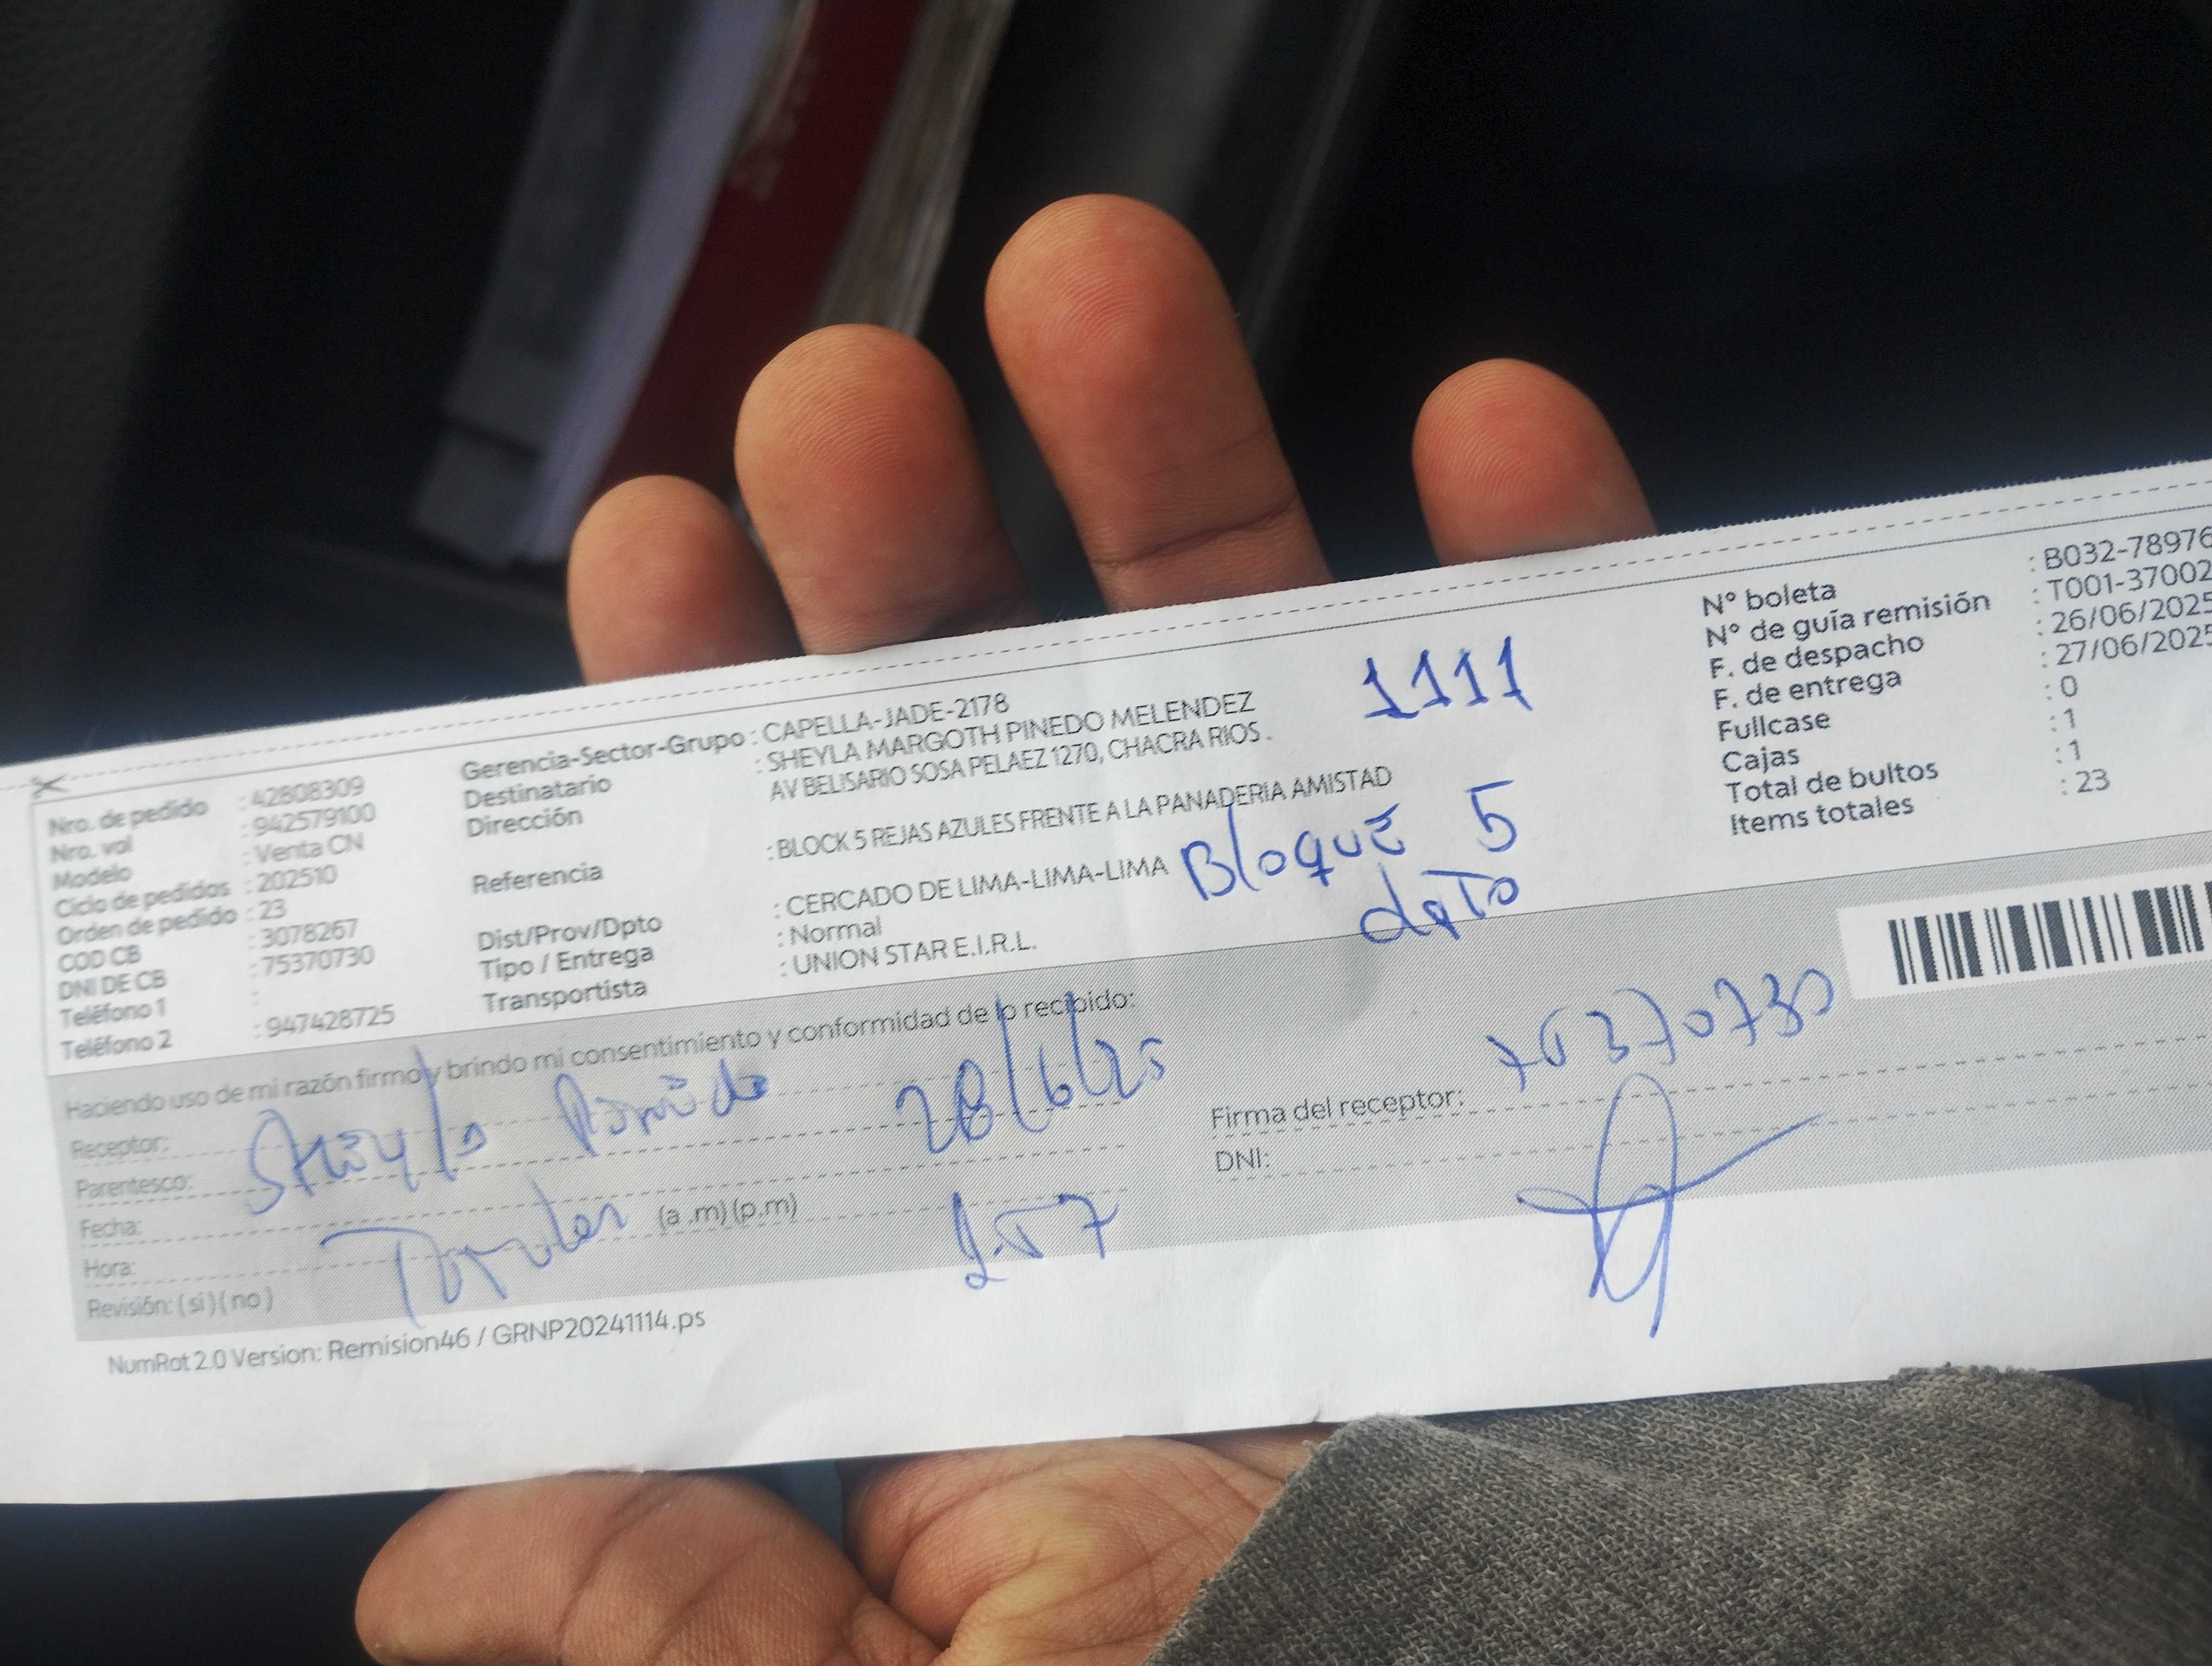 Nro. de pedido : 42808309
Nro. vol : 942579100
Modelo : Venta CN
Ciclo de pedidos : 202510
Orden de pedido : 23
COD CB : 3078267
DNI DE CB : 75370730
Teléfono 1 :
Teléfono 2 : 947428725
Gerencia-Sector-Grupo : CAPELLA-JADE-2178
Destinatario : SHEYLA MARGOTH PINEDO MELENDEZ
Dirección AV BELISARIO SOSA PELAEZ 1270, CHACRA RIOS .
Referencia : BLOCK 5 REJAS AZULES FRENTE A LA PANADERIA AMISTAD
Dist/Prov/Dpto : CERCADO DE LIMA-LIMA-LIMA
Tipo / Entrega : Normal
Transportista : UNION STAR E.I.R.L.
1111
Bloque 5
N° boleta : B032-78976
N° de guía remisión : T001-37002
F. de despacho : 26/06/2025
F. de entrega : 27/06/2025
Fullcase : 0
Cajas : 1
Total de bultos : 1
Items totales : 23
Haciendo uso de mi razón firmo y brindo mi consentimiento y conformidad de lo recibido:
Receptor:
Parentesco:
Fecha:
Hora: (a .m) (p.m)
Revisión: ( si ) ( no )
28/6/25
Firma del receptor: 75370730
DNI:
NumRot 2.0 Version: Remision46 / GRNP20241114.ps